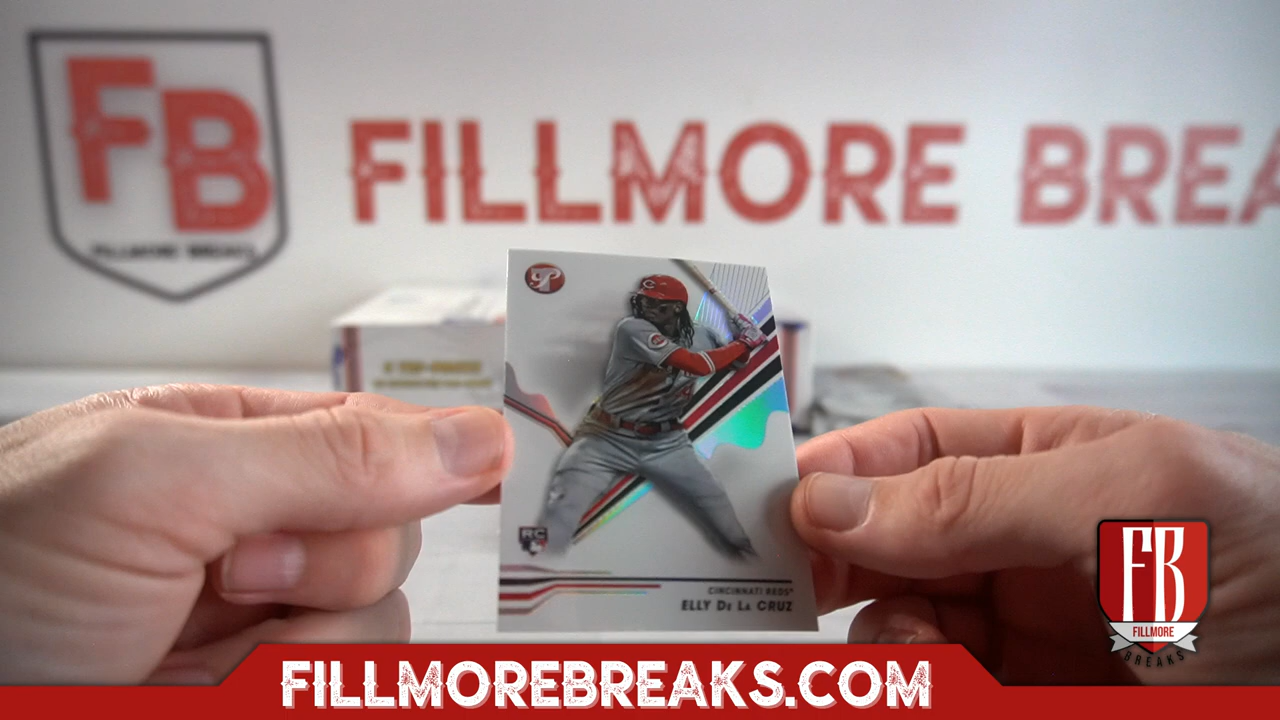 FB
FILLMORE BREAKS
FILLMORE BREA
P
C
RC
CINCINNATI REDS
ELLY DE LA CRUZ
FB
FILLMORE
BREAKS
FILLMOREBREAKS.COM